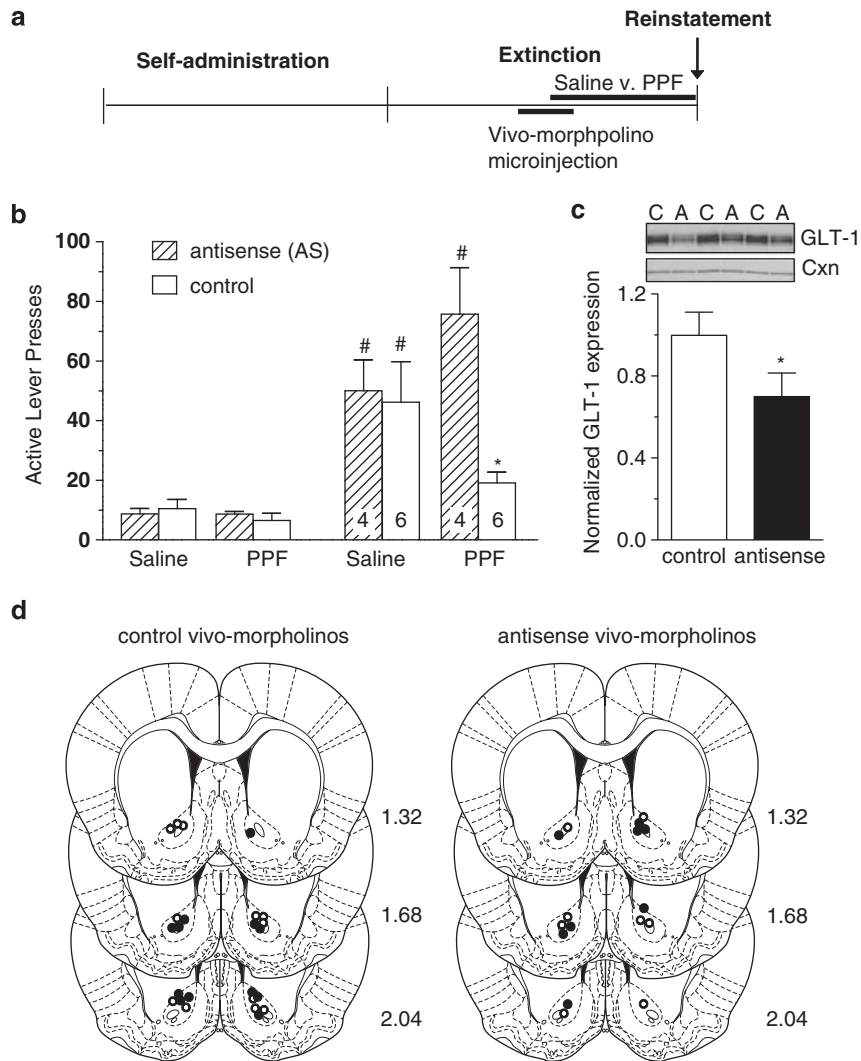 a
Reinstatement
Self-administration
Extinction
Saline v. PPF
Vivo-morphpolino
microinjection
b
100
80
60
40
20
0
Active Lever Presses
antisense (AS)
control
#
#
#
*
4
6
4
6
Saline
PPF
Saline
PPF
c
C A C A C A
GLT-1
Cxn
1.2
0.8
0.4
0.0
Normalized GLT-1 expression
*
control
antisense
d
control vivo-morpholinos
antisense vivo-morpholinos
1.32
1.68
2.04
1.32
1.68
2.04